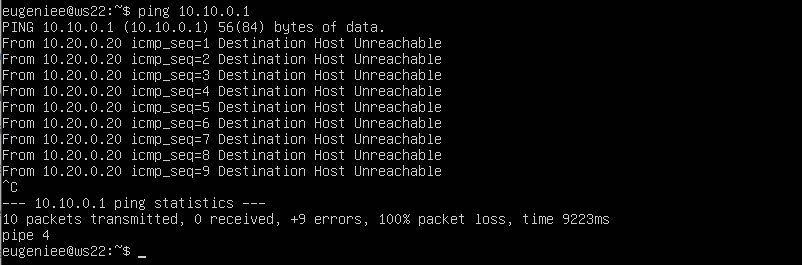 eugeniee@ws22:~$ ping 10.10.0.1
PING 10.10.0.1 (10.10.0.1) 56(84) bytes of data.
From 10.20.0.20 icmp_seq=1 Destination Host Unreachable
From 10.20.0.20 icmp_seq=2 Destination Host Unreachable
From 10.20.0.20 icmp_seq=3 Destination Host Unreachable
From 10.20.0.20 icmp_seq=4 Destination Host Unreachable
From 10.20.0.20 icmp_seq=5 Destination Host Unreachable
From 10.20.0.20 icmp_seq=6 Destination Host Unreachable
From 10.20.0.20 icmp_seq=7 Destination Host Unreachable
From 10.20.0.20 icmp_seq=8 Destination Host Unreachable
From 10.20.0.20 icmp_seq=9 Destination Host Unreachable
^C
--- 10.10.0.1 ping statistics ---
10 packets transmitted, 0 received, +9 errors, 100% packet loss, time 9223ms
pipe 4
eugeniee@ws22:~$ _